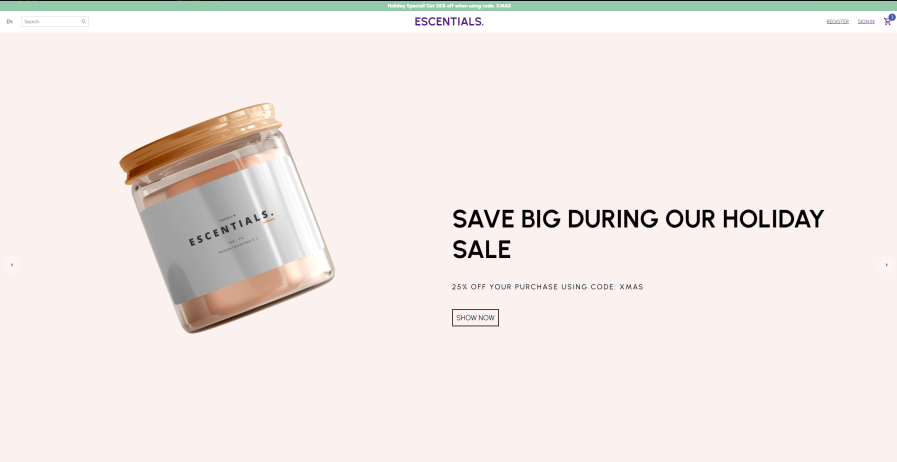 Holiday Special! Get 25% off when using code: XMAS
EN
Search
ESCENTIALS.
REGISTER
SIGN IN
PREMIUM
ESCENTIALS.
SAVE BIG DURING OUR HOLIDAY
SALE
25% OFF YOUR PURCHASE USING CODE: XMAS
SHOW NOW